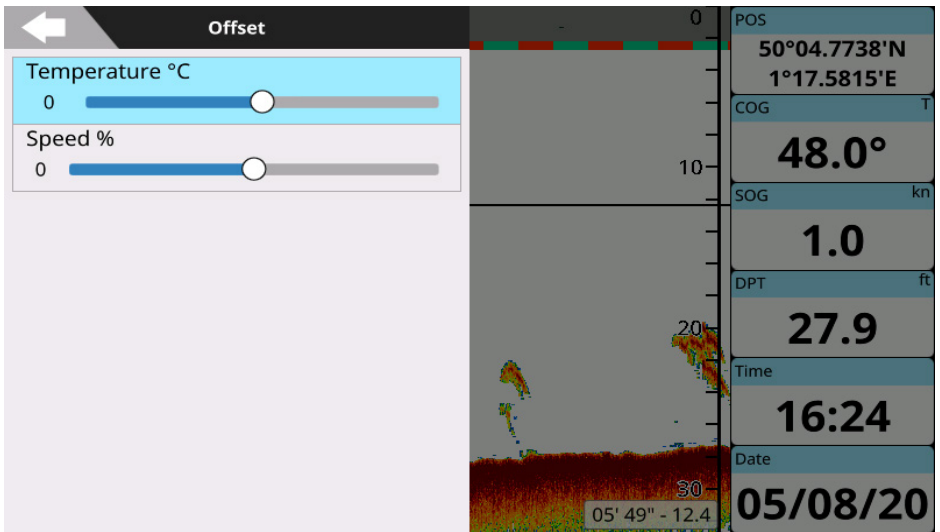 Offset
Temperature °C
0
Speed %
0
0
10
20
30
05' 49" - 12.4
POS
50°04.7738'N
1°17.5815'E
COG T
48.0°
SOG kn
1.0
DPT ft
27.9
Time
16:24
Date
05/08/20